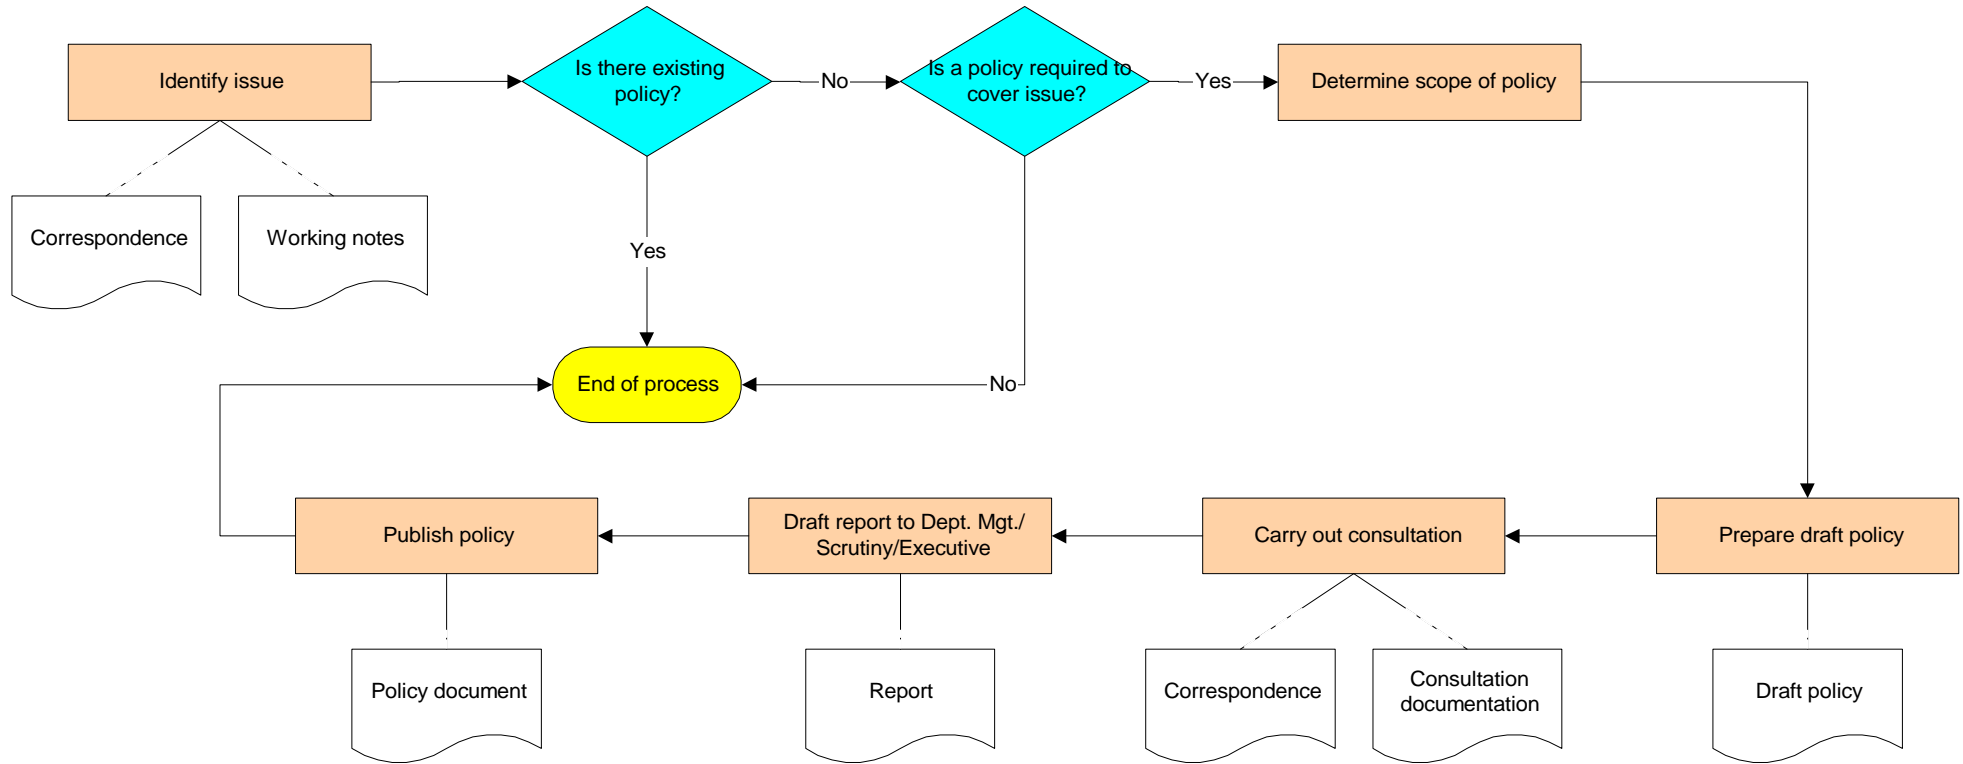 Identify issue
Is there existing
policy?
No
Is a policy required to
cover issue?
Yes
Determine scope of policy
Correspondence
Working notes
Yes
End of process
No
Publish policy
Draft report to Dept. Mgt./
Scrutiny/Executive
Carry out consultation
Prepare draft policy
Policy document
Report
Correspondence
Consultation
documentation
Draft policy